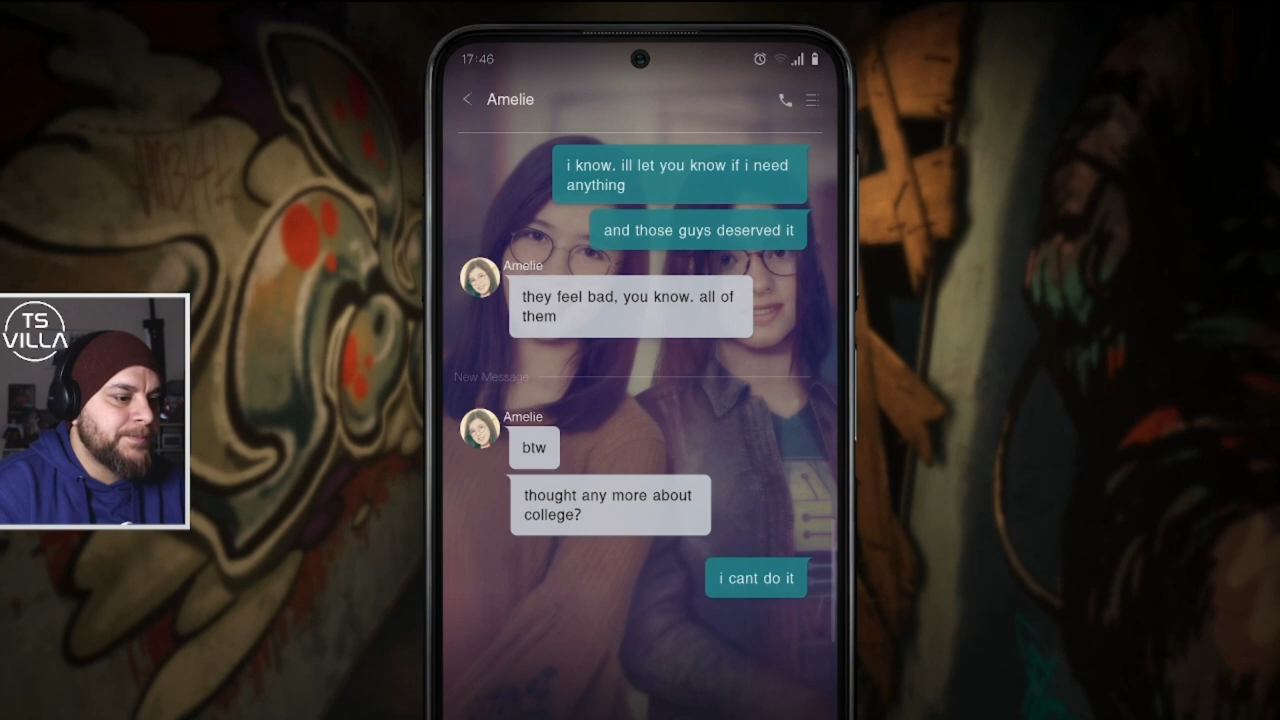 17:46
Amelie
i know. ill let you know if i need
anything
and those guys deserved it
Amelie
they feel bad, you know. all of
them
New Message
Amelie
btw
thought any more about
college?
i cant do it
TS
VILLA